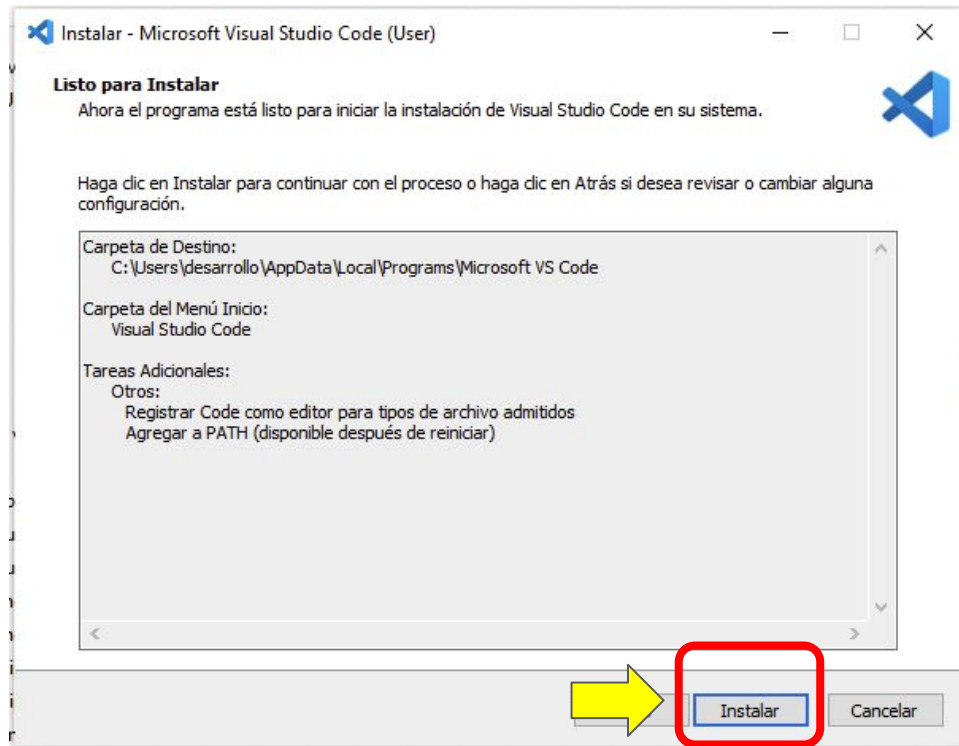 Instalar - Microsoft Visual Studio Code (User)
Listo para Instalar
Ahora el programa está listo para iniciar la instalación de Visual Studio Code en su sistema.
Haga clic en Instalar para continuar con el proceso o haga clic en Atrás si desea revisar o cambiar alguna
configuración.
Carpeta de Destino:
C:\Users\desarrollo\AppData\Local\Programs\Microsoft VS Code
Carpeta del Menú Inicio:
Visual Studio Code
Tareas Adicionales:
Otros:
Registrar Code como editor para tipos de archivo admitidos
Agregar a PATH (disponible después de reiniciar)
Instalar
Cancelar